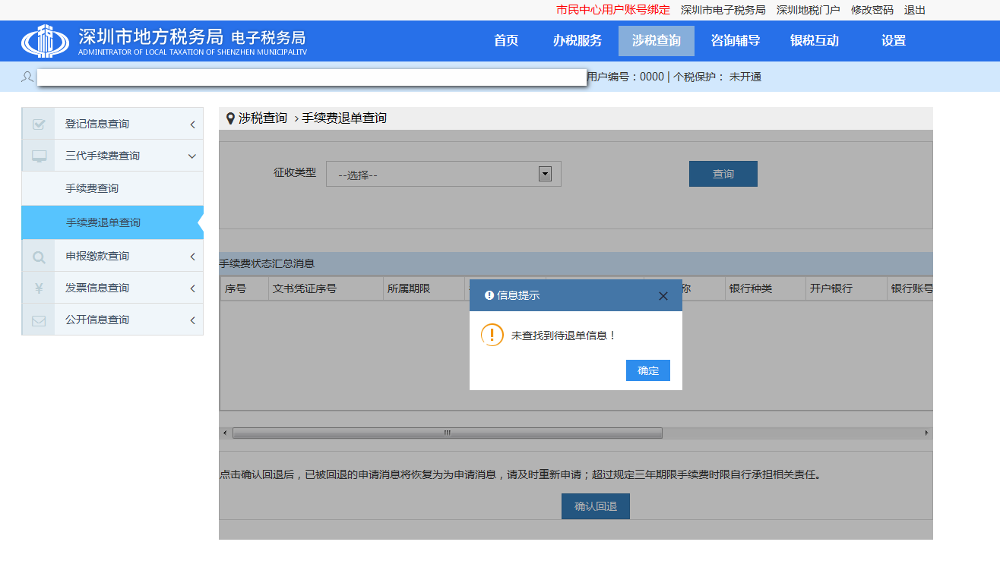 市民中心用户账号绑定 深圳市电子税务局 深圳地税门户 修改密码 退出
深圳市地方税务局 电子税务局
ADMINITRATOR OF LOCAL TAXATION OF SHENZHEN MUNICIPALITY
首页 办税服务 涉税查询 咨询辅导 银税互动 设置
用户编号：0000 | 个税保护： 未开通
登记信息查询
三代手续费查询
手续费查询
手续费退单查询
申报缴款查询
发票信息查询
公开信息查询
涉税查询 ›手续费退单查询
征收类型 --选择-- 查询
手续费状态汇总消息
序号 文书凭证序号 所属期限 称 银行种类 开户银行 银行账号
信息提示
未查找到待退单信息！
确定
点击确认回退后，已被回退的申请消息将恢复为为申请消息，请及时重新申请；超过规定三年期限手续费时限自行承担相关责任。
确认回退